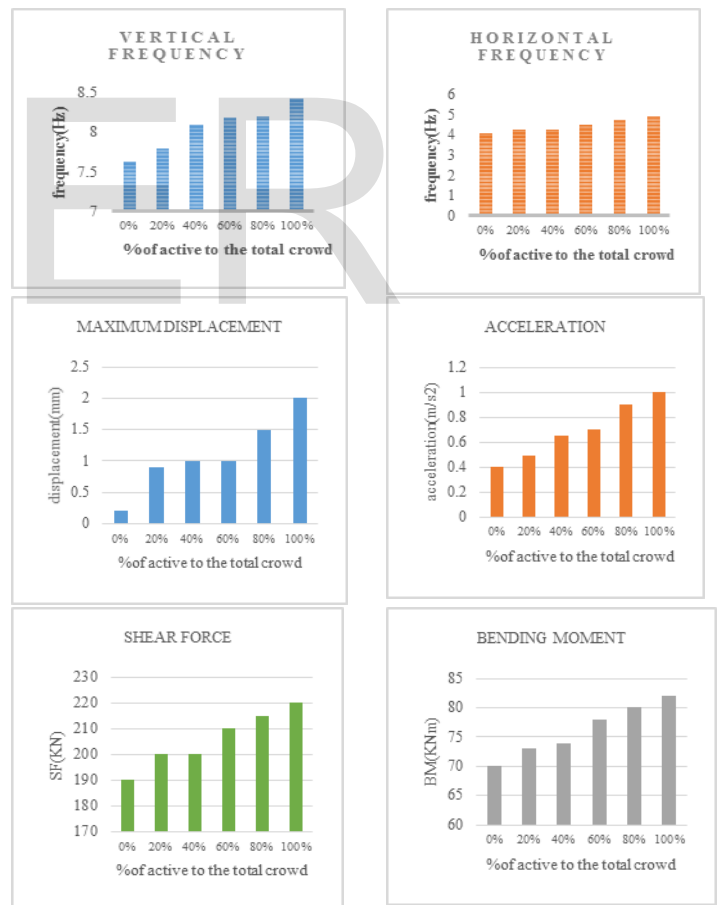 VERTICAL
FREQUENCY
frequency(Hz)
8.5
8
7.5
7
0% 20% 40% 60% 80% 100%
%of active to the total crowd
HORIZONTAL
FREQUENCY
frequency(Hz)
6
5
4
3
2
1
0
0% 20% 40% 60% 80% 100%
%of active to the total crowd
ER
MAXIMUM DISPLACEMENT
displacement(mm)
2.5
2
1.5
1
0.5
0
0% 20% 40% 60% 80% 100%
%of active to the total crowd
ACCELERATION
acceleration(m/s2)
1.2
1
0.8
0.6
0.4
0.2
0
0% 20% 40% 60% 80% 100%
%of active to the total crowd
SHEAR FORCE
SF(KN)
230
220
210
200
190
180
170
0% 20% 40% 60% 80% 100%
%of active to the total crowd
BENDING MOMENT
BM(KNm)
85
80
75
70
65
60
0% 20% 40% 60% 80% 100%
%of active to the total crowd